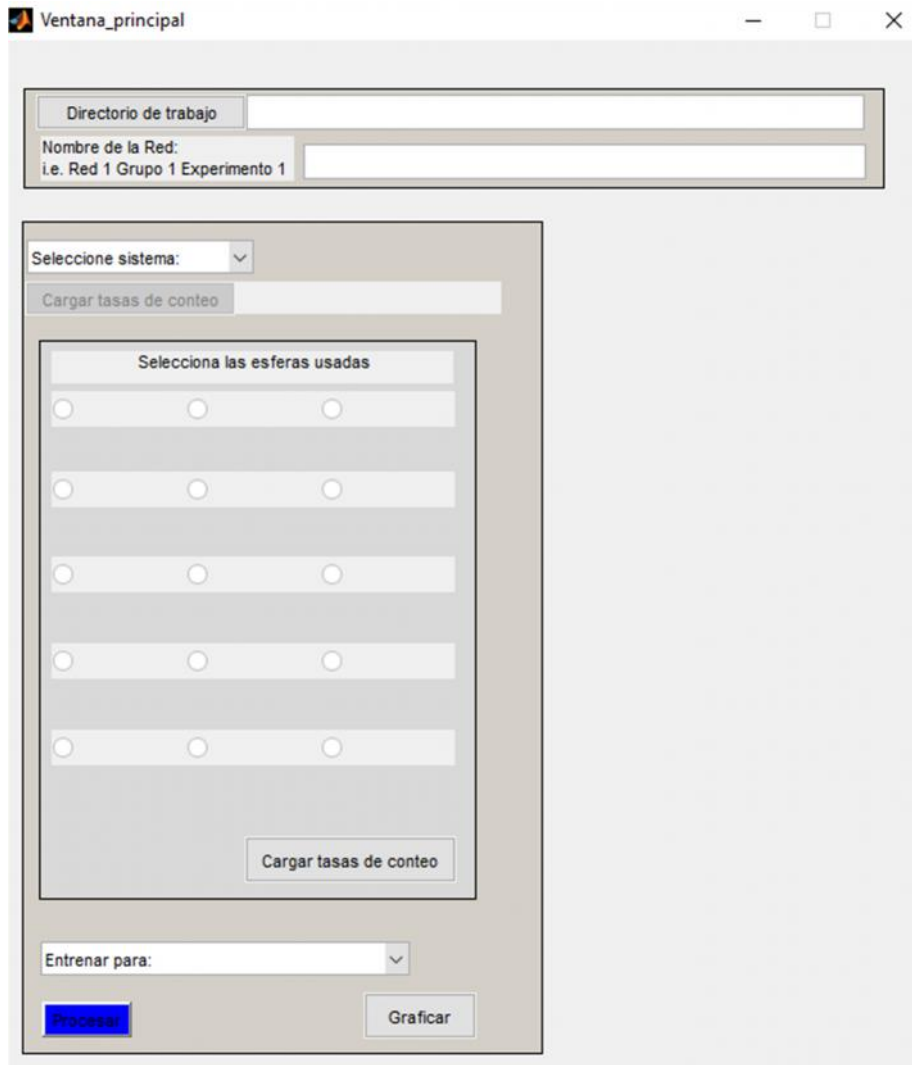 Ventana_principal
Directorio de trabajo
Nombre de la Red:
i.e. Red 1 Grupo 1 Experimento 1
Seleccione sistema:
Cargar tasas de conteo
Selecciona las esferas usadas
Cargar tasas de conteo
Entrenar para:
Procesar
Graficar